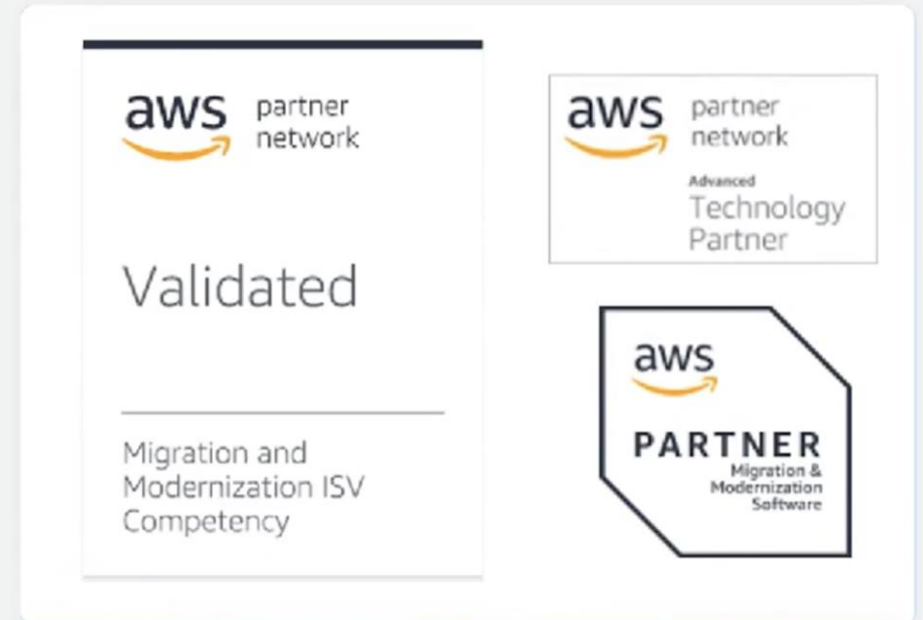 aws partner
network
Validated
Migration and
Modernization ISV
Competency
aws partner
network
Advanced
Technology
Partner
aws
PARTNER
Migration &
Modernization
Software